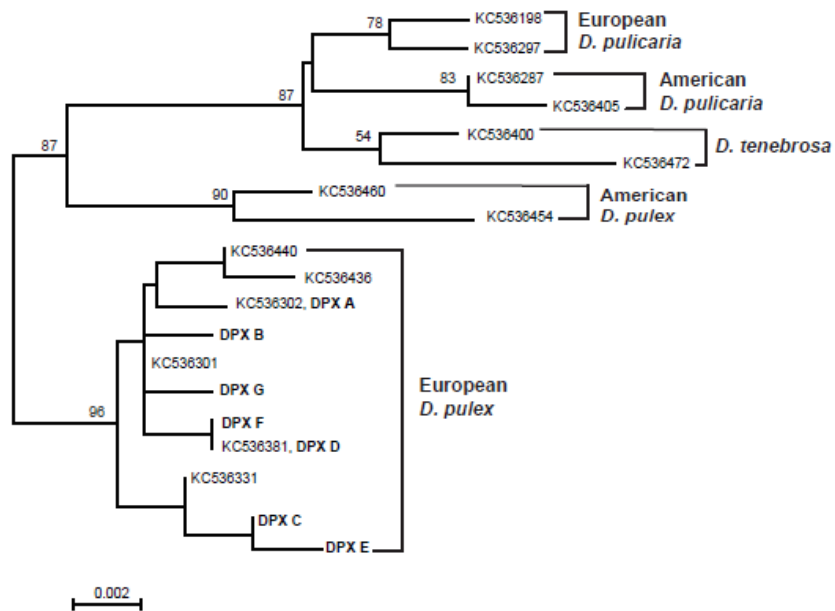 78
KC536198
KC536297
European
D. pulicaria
83
KC536287
KC536405
American
D. pulicaria
87
54
KC536400
KC536472
D. tenebrosa
87
90
KC536460
KC536454
American
D. pulex
KC536440
KC536436
KC536302, DPX A
DPX B
KC536301
DPX G
European
D. pulex
96
DPX F
KC536381, DPX D
KC536331
DPX C
DPX E
0.002